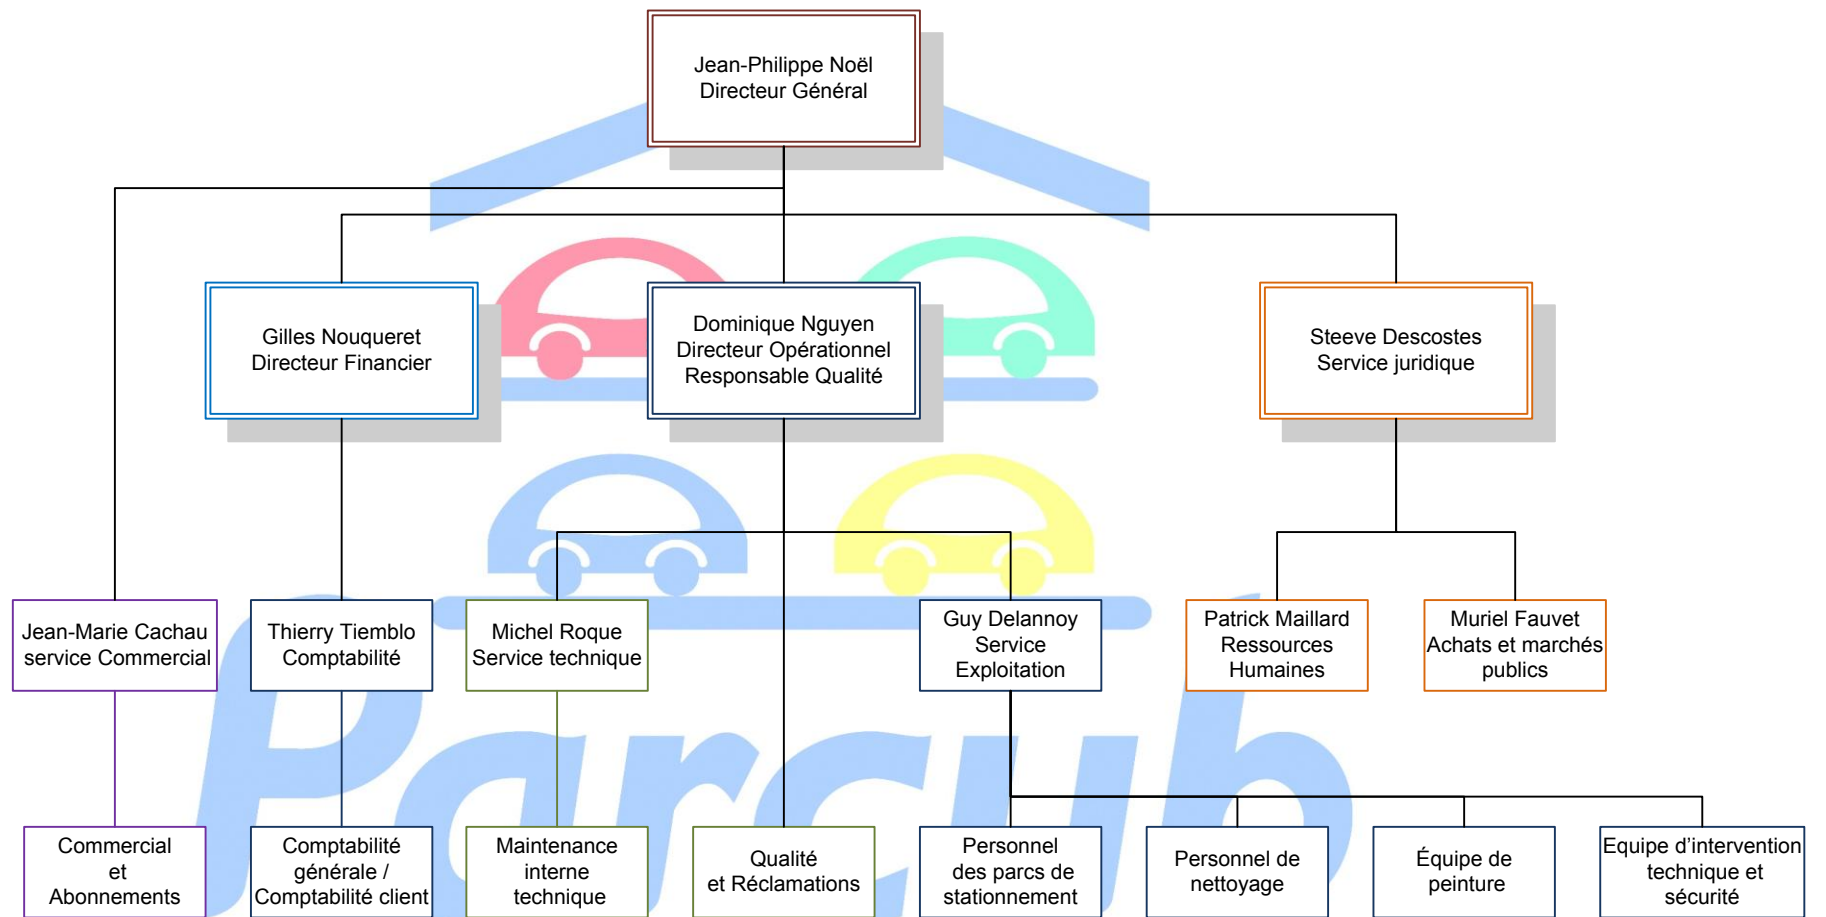 Jean-Philippe Noël
Directeur Général
Gilles Nouqueret
Directeur Financier
Dominique Nguyen
Directeur Opérationnel
Responsable Qualité
Steeve Descostes
Service juridique
Jean-Marie Cachau
service Commercial
Thierry Tiemblo
Comptabilité
Michel Roque
Service technique
Guy Delannoy
Service
Exploitation
Patrick Maillard
Ressources
Humaines
Muriel Fauvet
Achats et marchés
publics
Parcub
Commercial
et
Abonnements
Comptabilité
générale /
Comptabilité client
Maintenance
interne
technique
Qualité
et Réclamations
Personnel
des parcs de
stationnement
Personnel de
nettoyage
Équipe de
peinture
Equipe d’intervention
technique et
sécurité